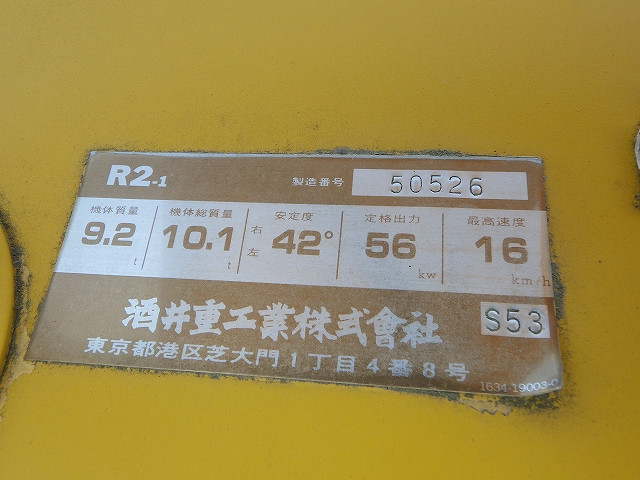 R2-1 製造番号 50526
機体質量 機体総質量 安定度 定格出力 最高速度
9.2 t 10.1 t 右左 42° 56 kw 16 km/h
酒井重工業株式會社 S53
東京都港区芝大門1丁目4番8号
1634-19003-0